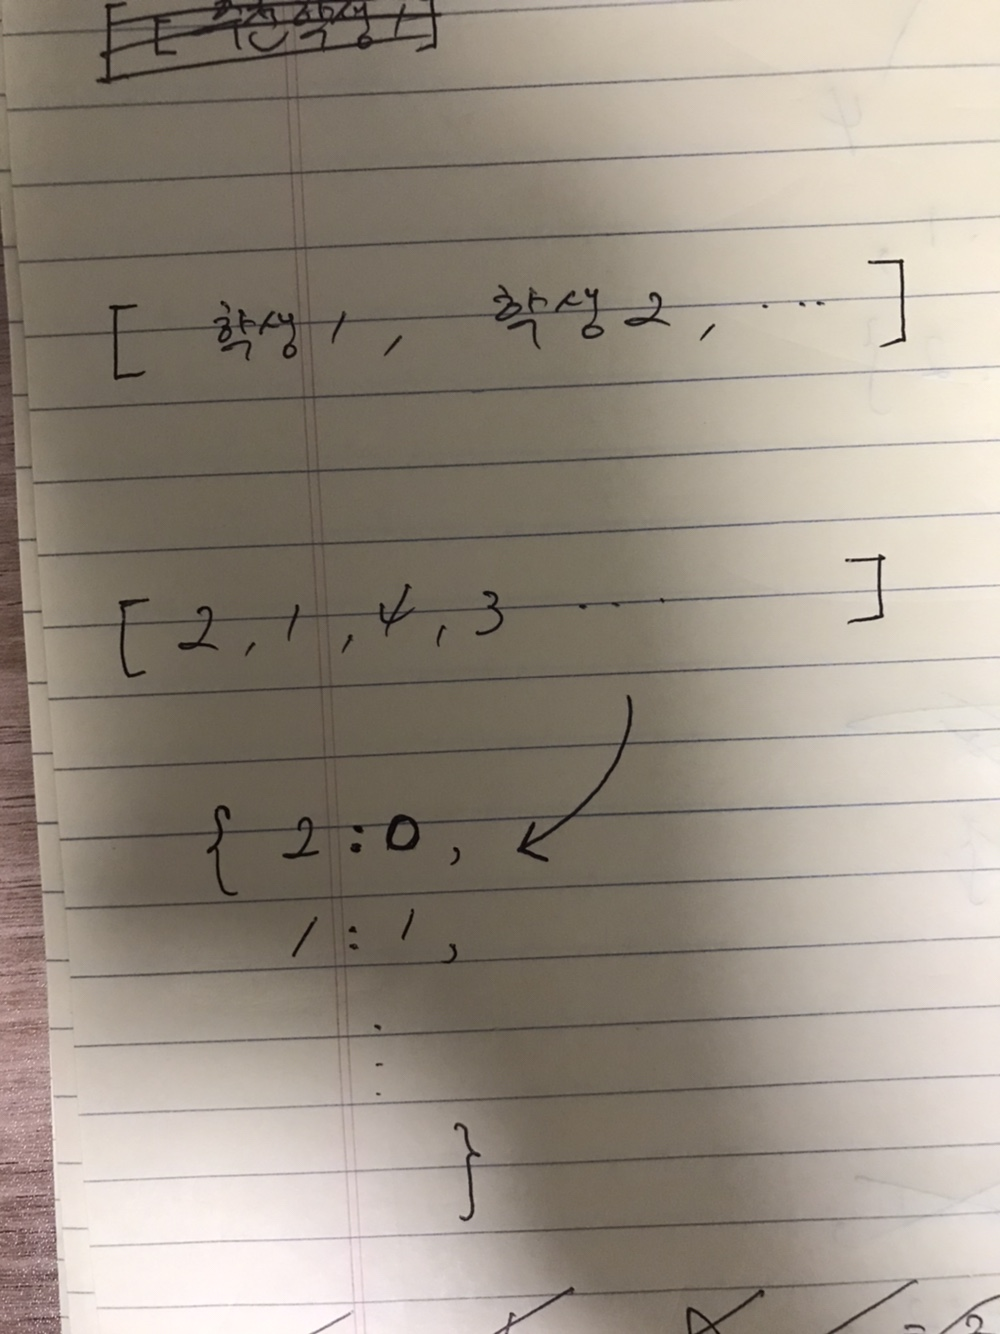 [ 학생 1 , 학생 2 , ... ]
[ 2 , 1 , 4 , 3 ... ]
{ 2 : 0 ,
1 : 1 ,
}